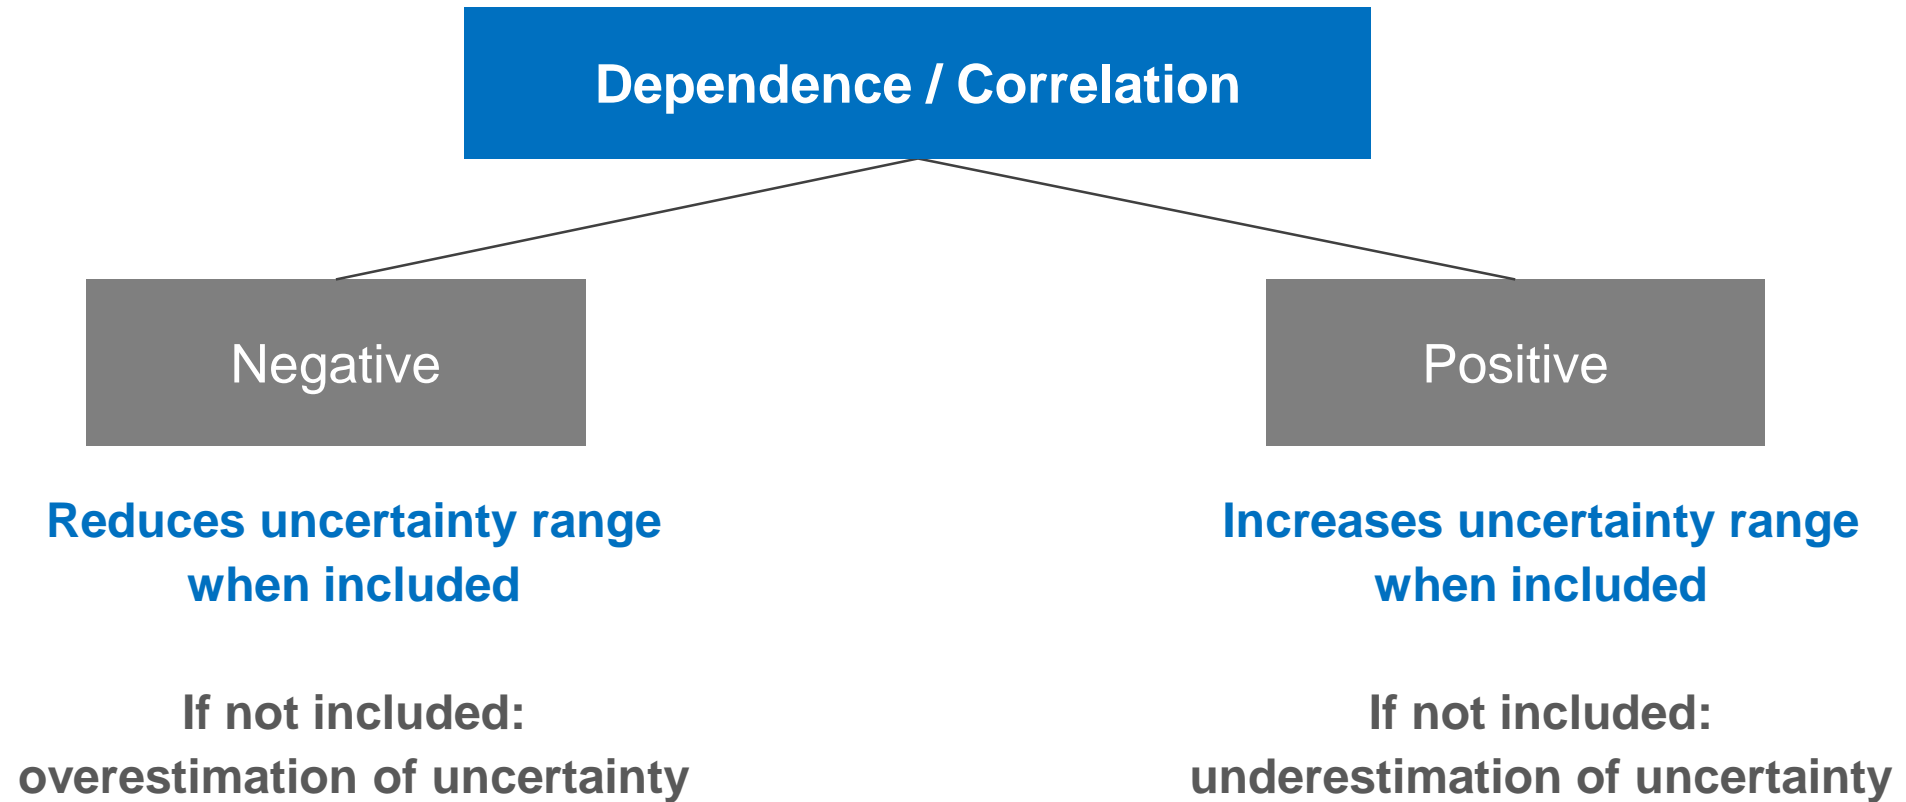 Dependence / Correlation
Negative
Reduces uncertainty range
when included
If not included:
overestimation of uncertainty
Positive
Increases uncertainty range
when included
If not included:
underestimation of uncertainty